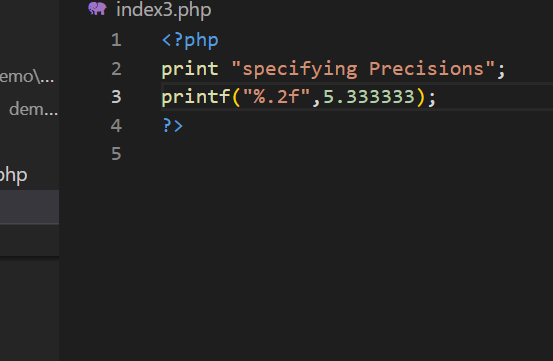 index3.php
1 <?php
emo\...
2 print "specifying Precisions";
dem...
3 printf("%.2f",5.333333);
4 ?>
5
php